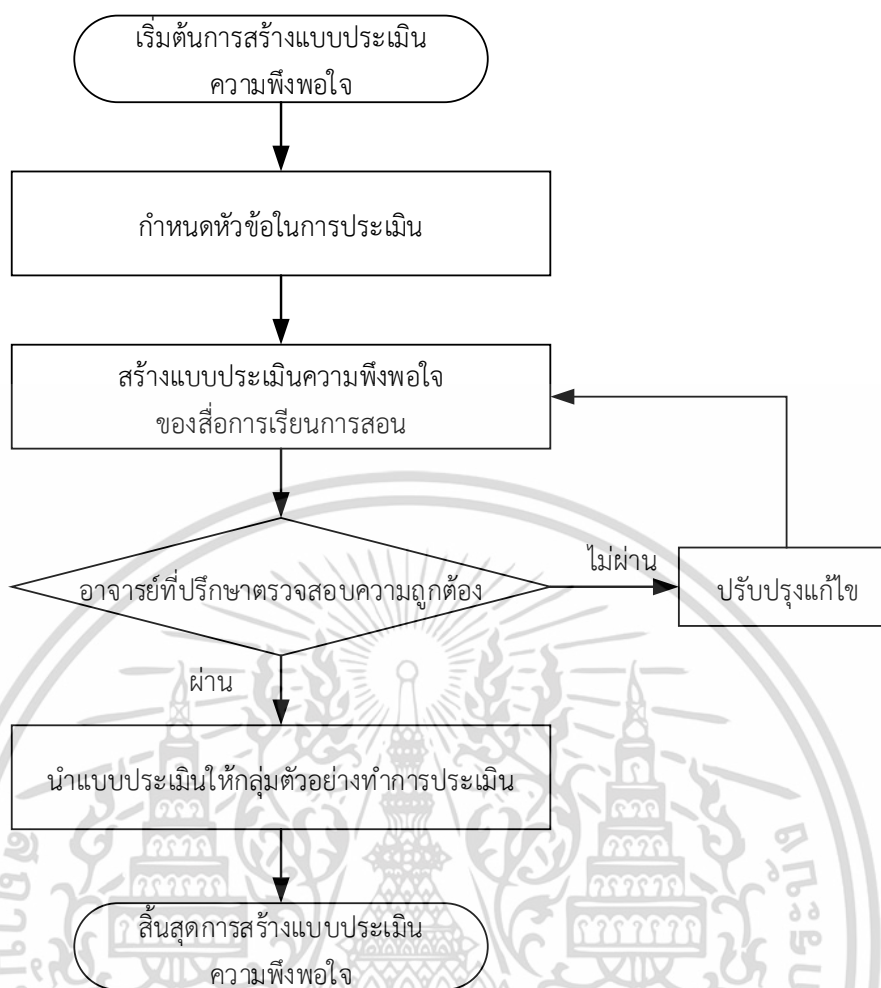 เริ่มต้นการสร้างแบบประเมิน
ความพึงพอใจ
กำหนดหัวข้อในการประเมิน
สร้างแบบประเมินความพึงพอใจ
ของสื่อการเรียนการสอน
อาจารย์ที่ปรึกษาตรวจสอบความถูกต้อง
ไม่ผ่าน
ปรับปรุงแก้ไข
ผ่าน
นำแบบประเมินให้กลุ่มตัวอย่างทำการประเมิน
สิ้นสุดการสร้างแบบประเมิน
ความพึงพอใจ